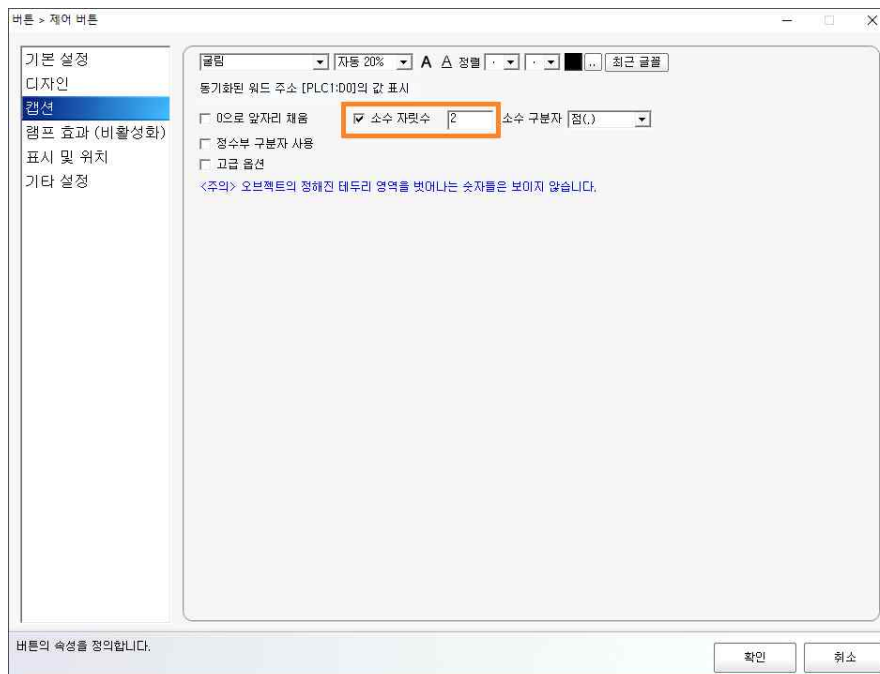 버튼 > 제어 버튼
기본 설정
디자인
캡션
램프 효과 (비활성화)
표시 및 위치
기타 설정
굴림 자동 20% A A 정렬 · · .. 최근 글꼴
동기화된 워드 주소 [PLC1:D0]의 값 표시
0으로 앞자리 채움 소수 자릿수 2 소수 구분자 점(.)
정수부 구분자 사용
고급 옵션
<주의> 오브젝트의 정해진 테두리 영역을 벗어나는 숫자들은 보이지 않습니다.
버튼의 속성을 정의합니다.
확인 취소